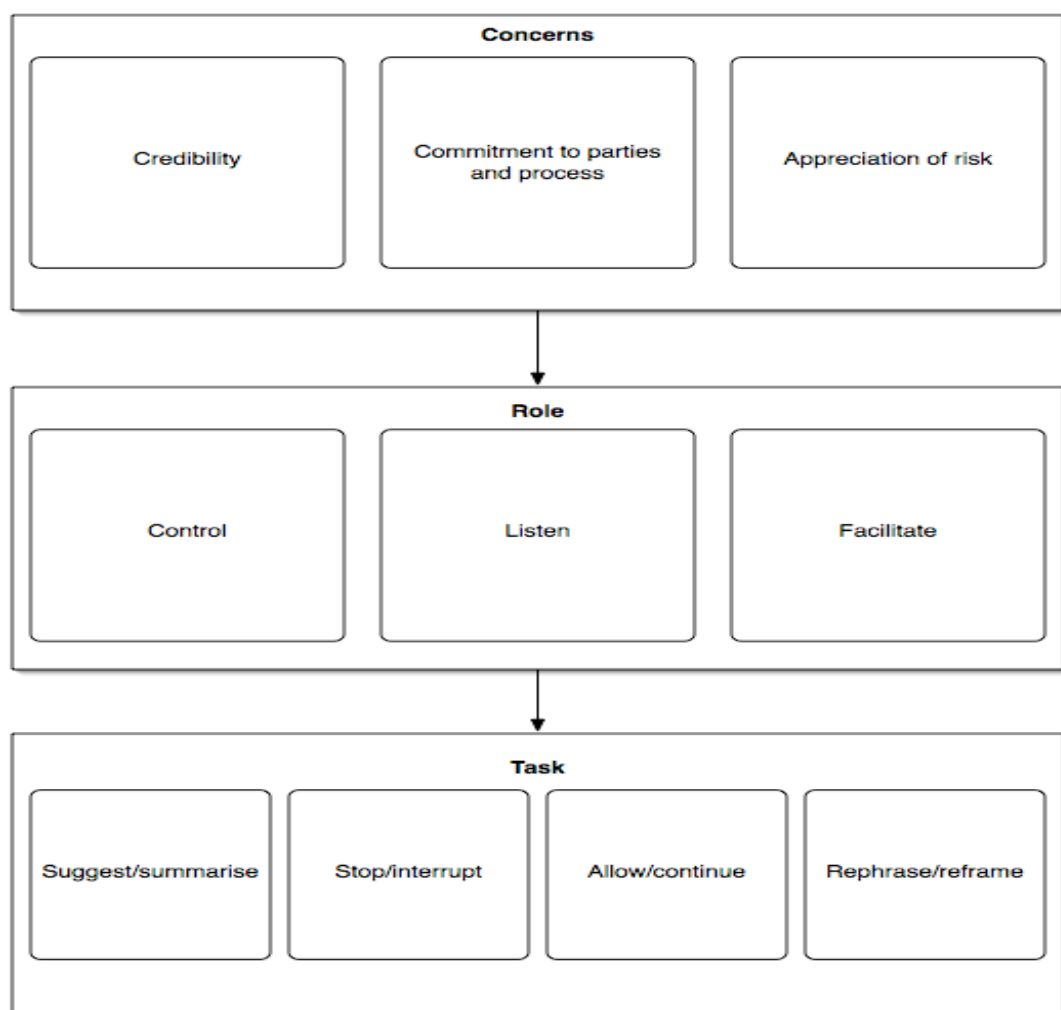 Concerns
Credibility
Commitment to parties
and process
Appreciation of risk
Role
Control
Listen
Facilitate
Task
Suggest/summarise
Stop/interrupt
Allow/continue
Rephrase/reframe